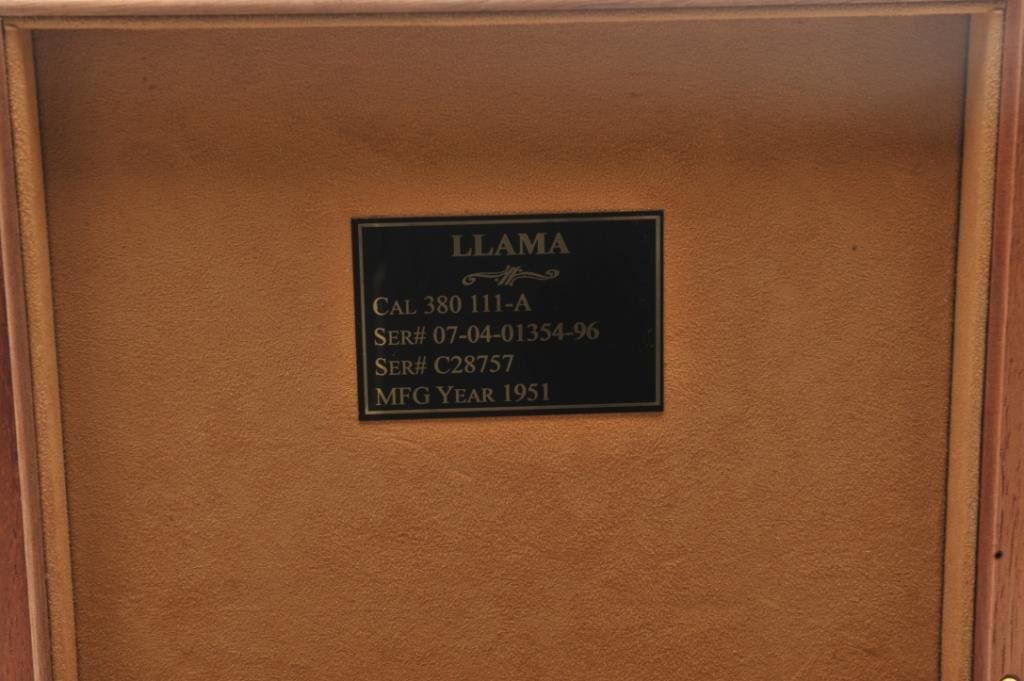 LLAMA
CAL 380 111-A
SER# 07-04-01354-96
SER# C28757
MFG YEAR 1951